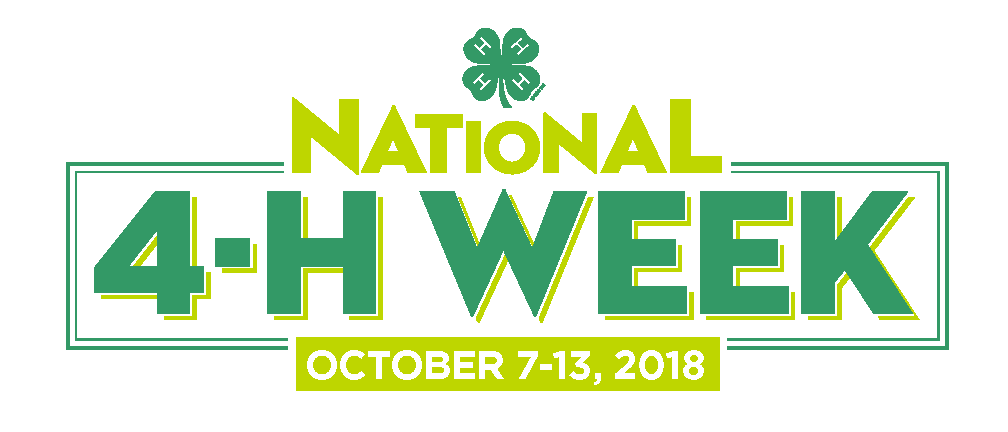 H H
H H
NATIONAL
4-H WEEK
OCTOBER 7-13, 2018